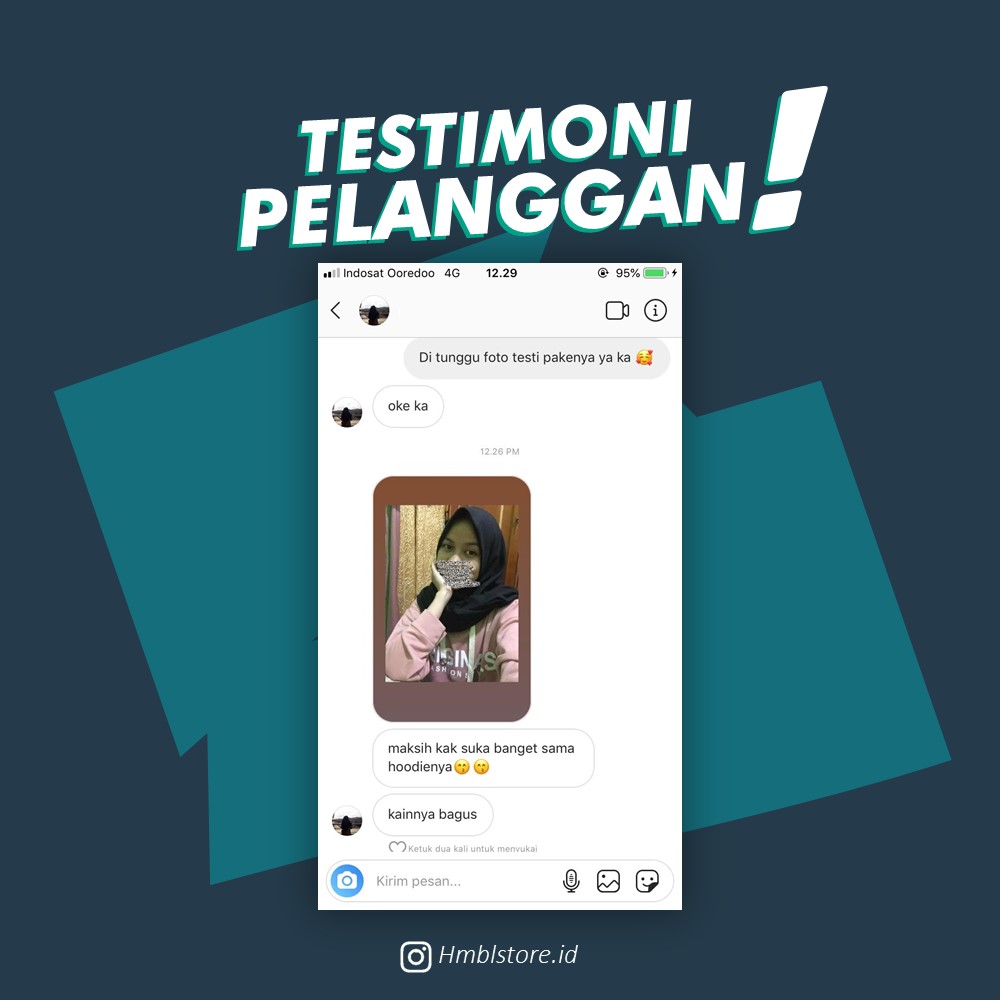 TESTIMONI
PELANGGAN!
Indosat Ooredoo 4G 12.29 95%
Di tunggu foto testi pakenya ya ka 🥰
oke ka
12.26 PM
maksih kak suka banget sama
hoodienya😙😙
kainnya bagus
Ketuk dua kali untuk menyukai
Kirim pesan...
Hmblstore.id